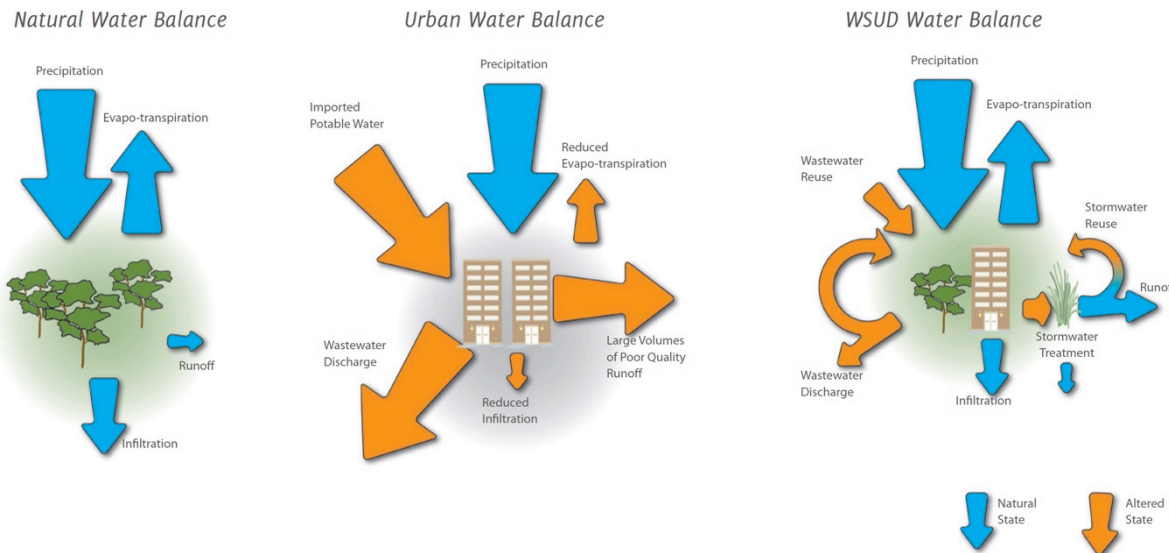 Natural Water Balance
Precipitation
Evapo-transpiration
Runoff
Infiltration
Urban Water Balance
Precipitation
Imported
Potable Water
Reduced
Evapo-transpiration
Wastewater
Discharge
Large Volumes
of Poor Quality
Runoff
Reduced
Infiltration
WSUD Water Balance
Precipitation
Evapo-transpiration
Wastewater
Reuse
Stormwater
Reuse
Runof
Stormwater
Treatment
Wastewater
Discharge
Infiltration
Natural
State
Altered
State